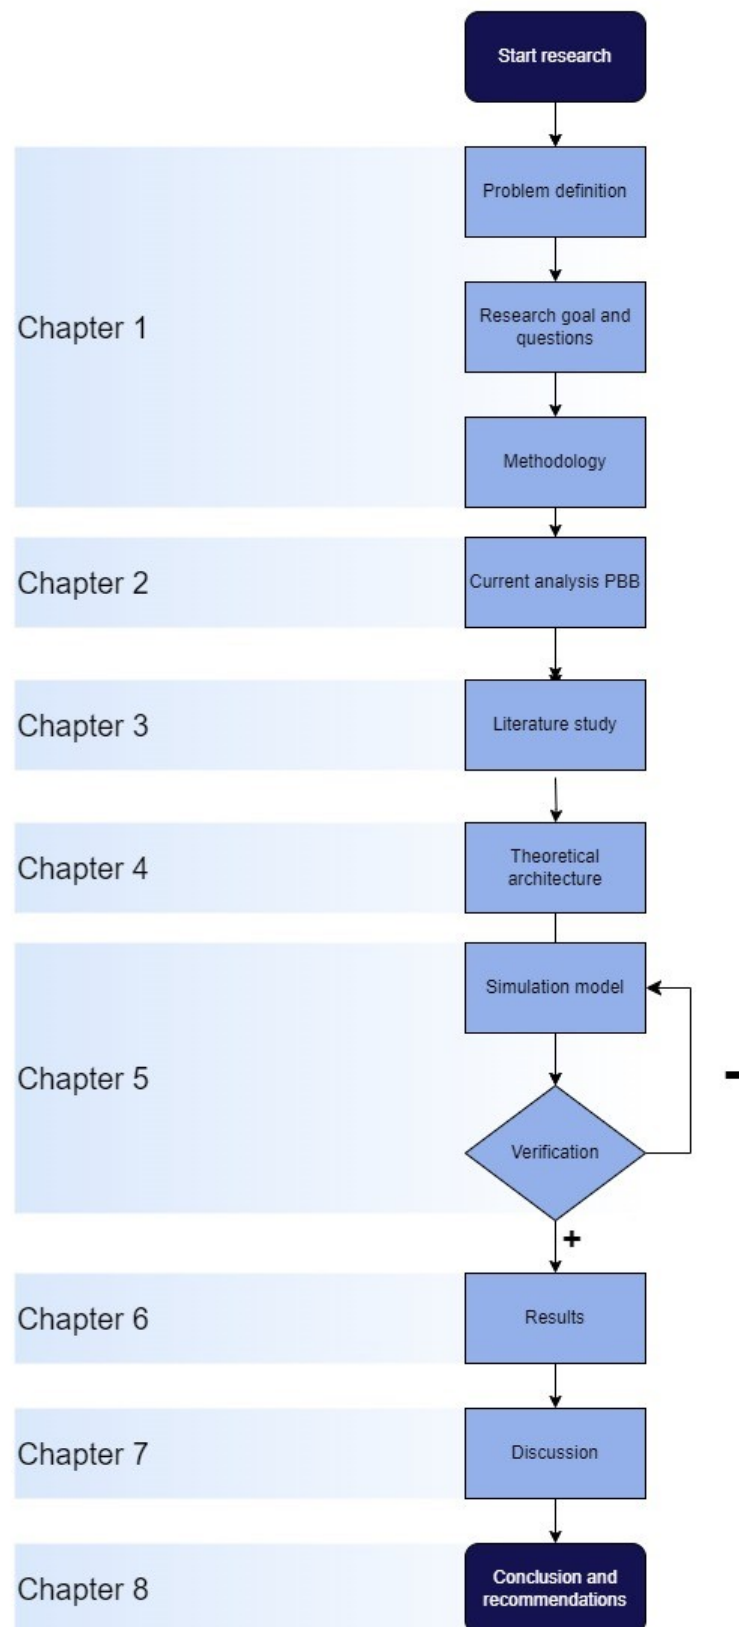 Start research
Problem definition
Chapter 1
Research goal and
questions
Methodology
Chapter 2
Current analysis PBB
Chapter 3
Literature study
Chapter 4
Theoretical
architecture
Simulation model
Chapter 5
-
Verification
+
Chapter 6
Results
Chapter 7
Discussion
Chapter 8
Conclusion and
recommendations